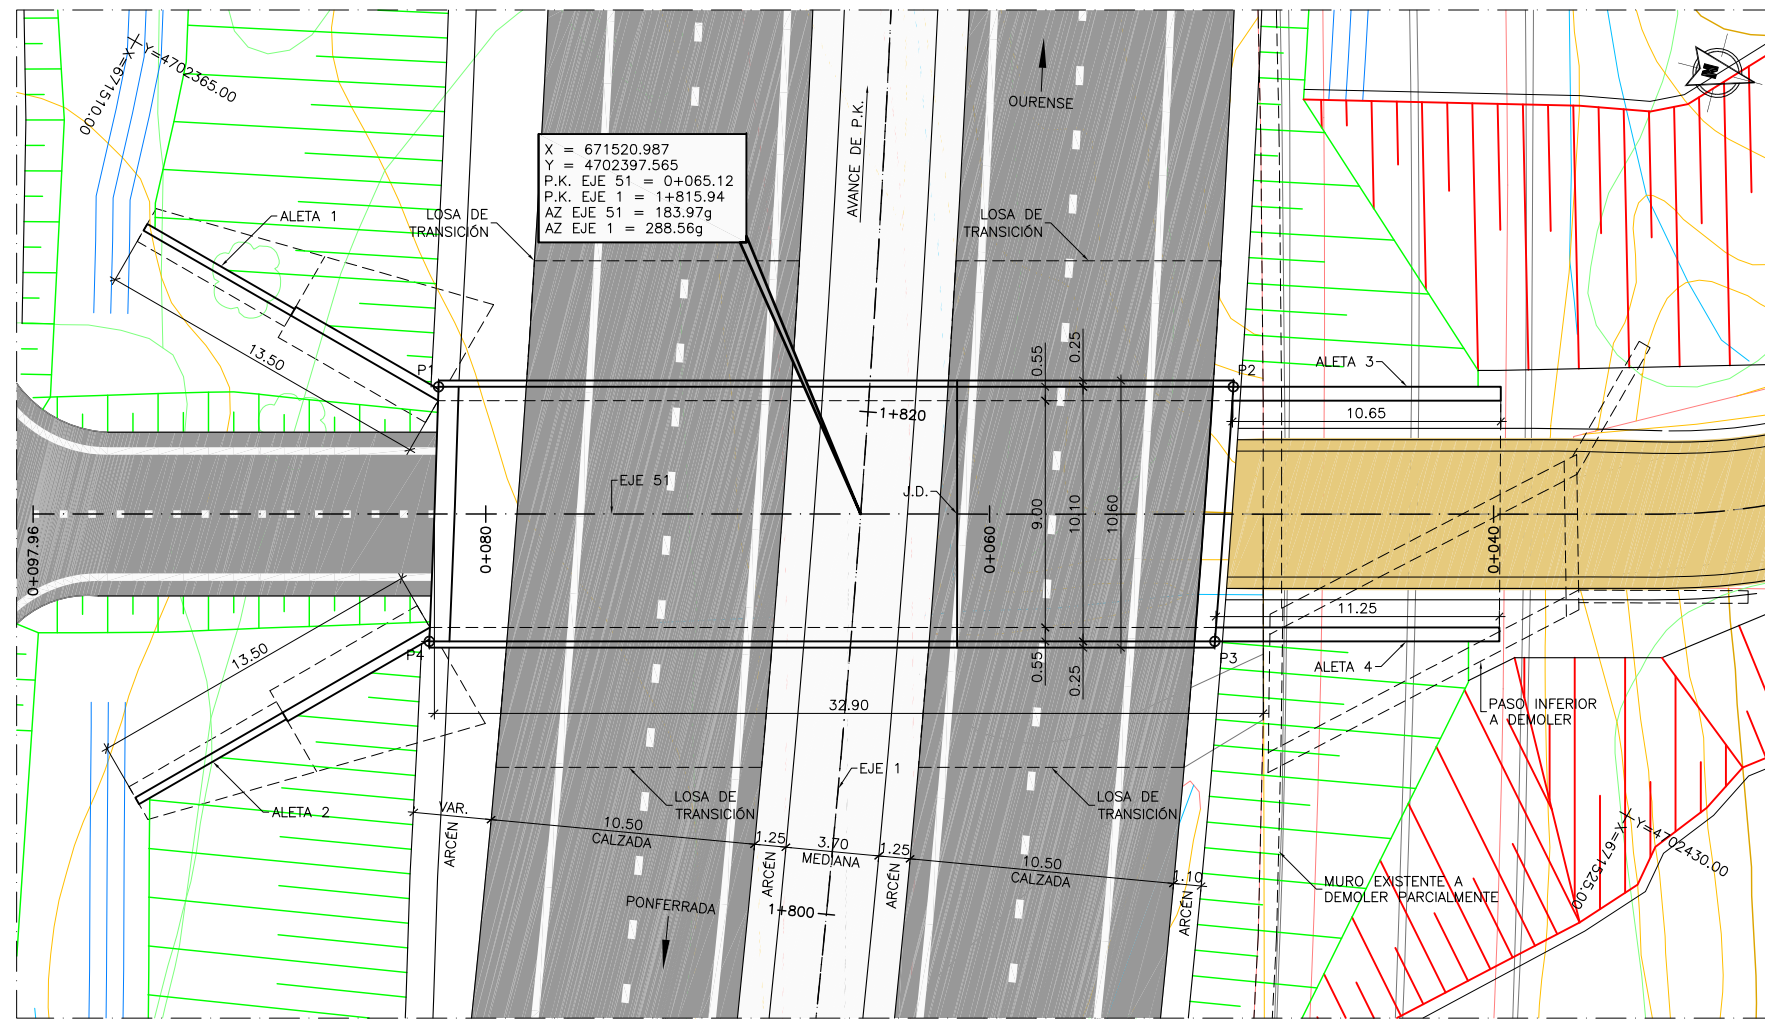 X=671510.00
Y=4702365.00
OURENSE
N
AVANCE DE P.K.
X = 671520.987
Y = 4702397.565
P.K. EJE 51 = 0+065.12
P.K. EJE 1 = 1+815.94
AZ EJE 51 = 183.97g
AZ EJE 1 = 288.56g
ALETA 1
LOSA DE
TRANSICIÓN
LOSA DE
TRANSICIÓN
13.50
P1
0.55
0.25
P2
ALETA 3
10.65
1+820
EJE 51
J.D.
0+097.96
0+080
0+060
9.00
10.10
10.60
0+040
13.50
11.25
P4
0.55
0.25
P3
ALETA 4
32.90
PASO INFERIOR
A DEMOLER
EJE 1
ALETA 2
LOSA DE
TRANSICIÓN
LOSA DE
TRANSICIÓN
VAR.
ARCÉN
10.50
CALZADA
1.25
ARCÉN
3.70
MEDIANA
1.25
ARCÉN
10.50
CALZADA
1.10
ARCÉN
X=671525.00
Y=4702430.00
MURO EXISTENTE A
DEMOLER PARCIALMENTE
PONFERRADA
1+800